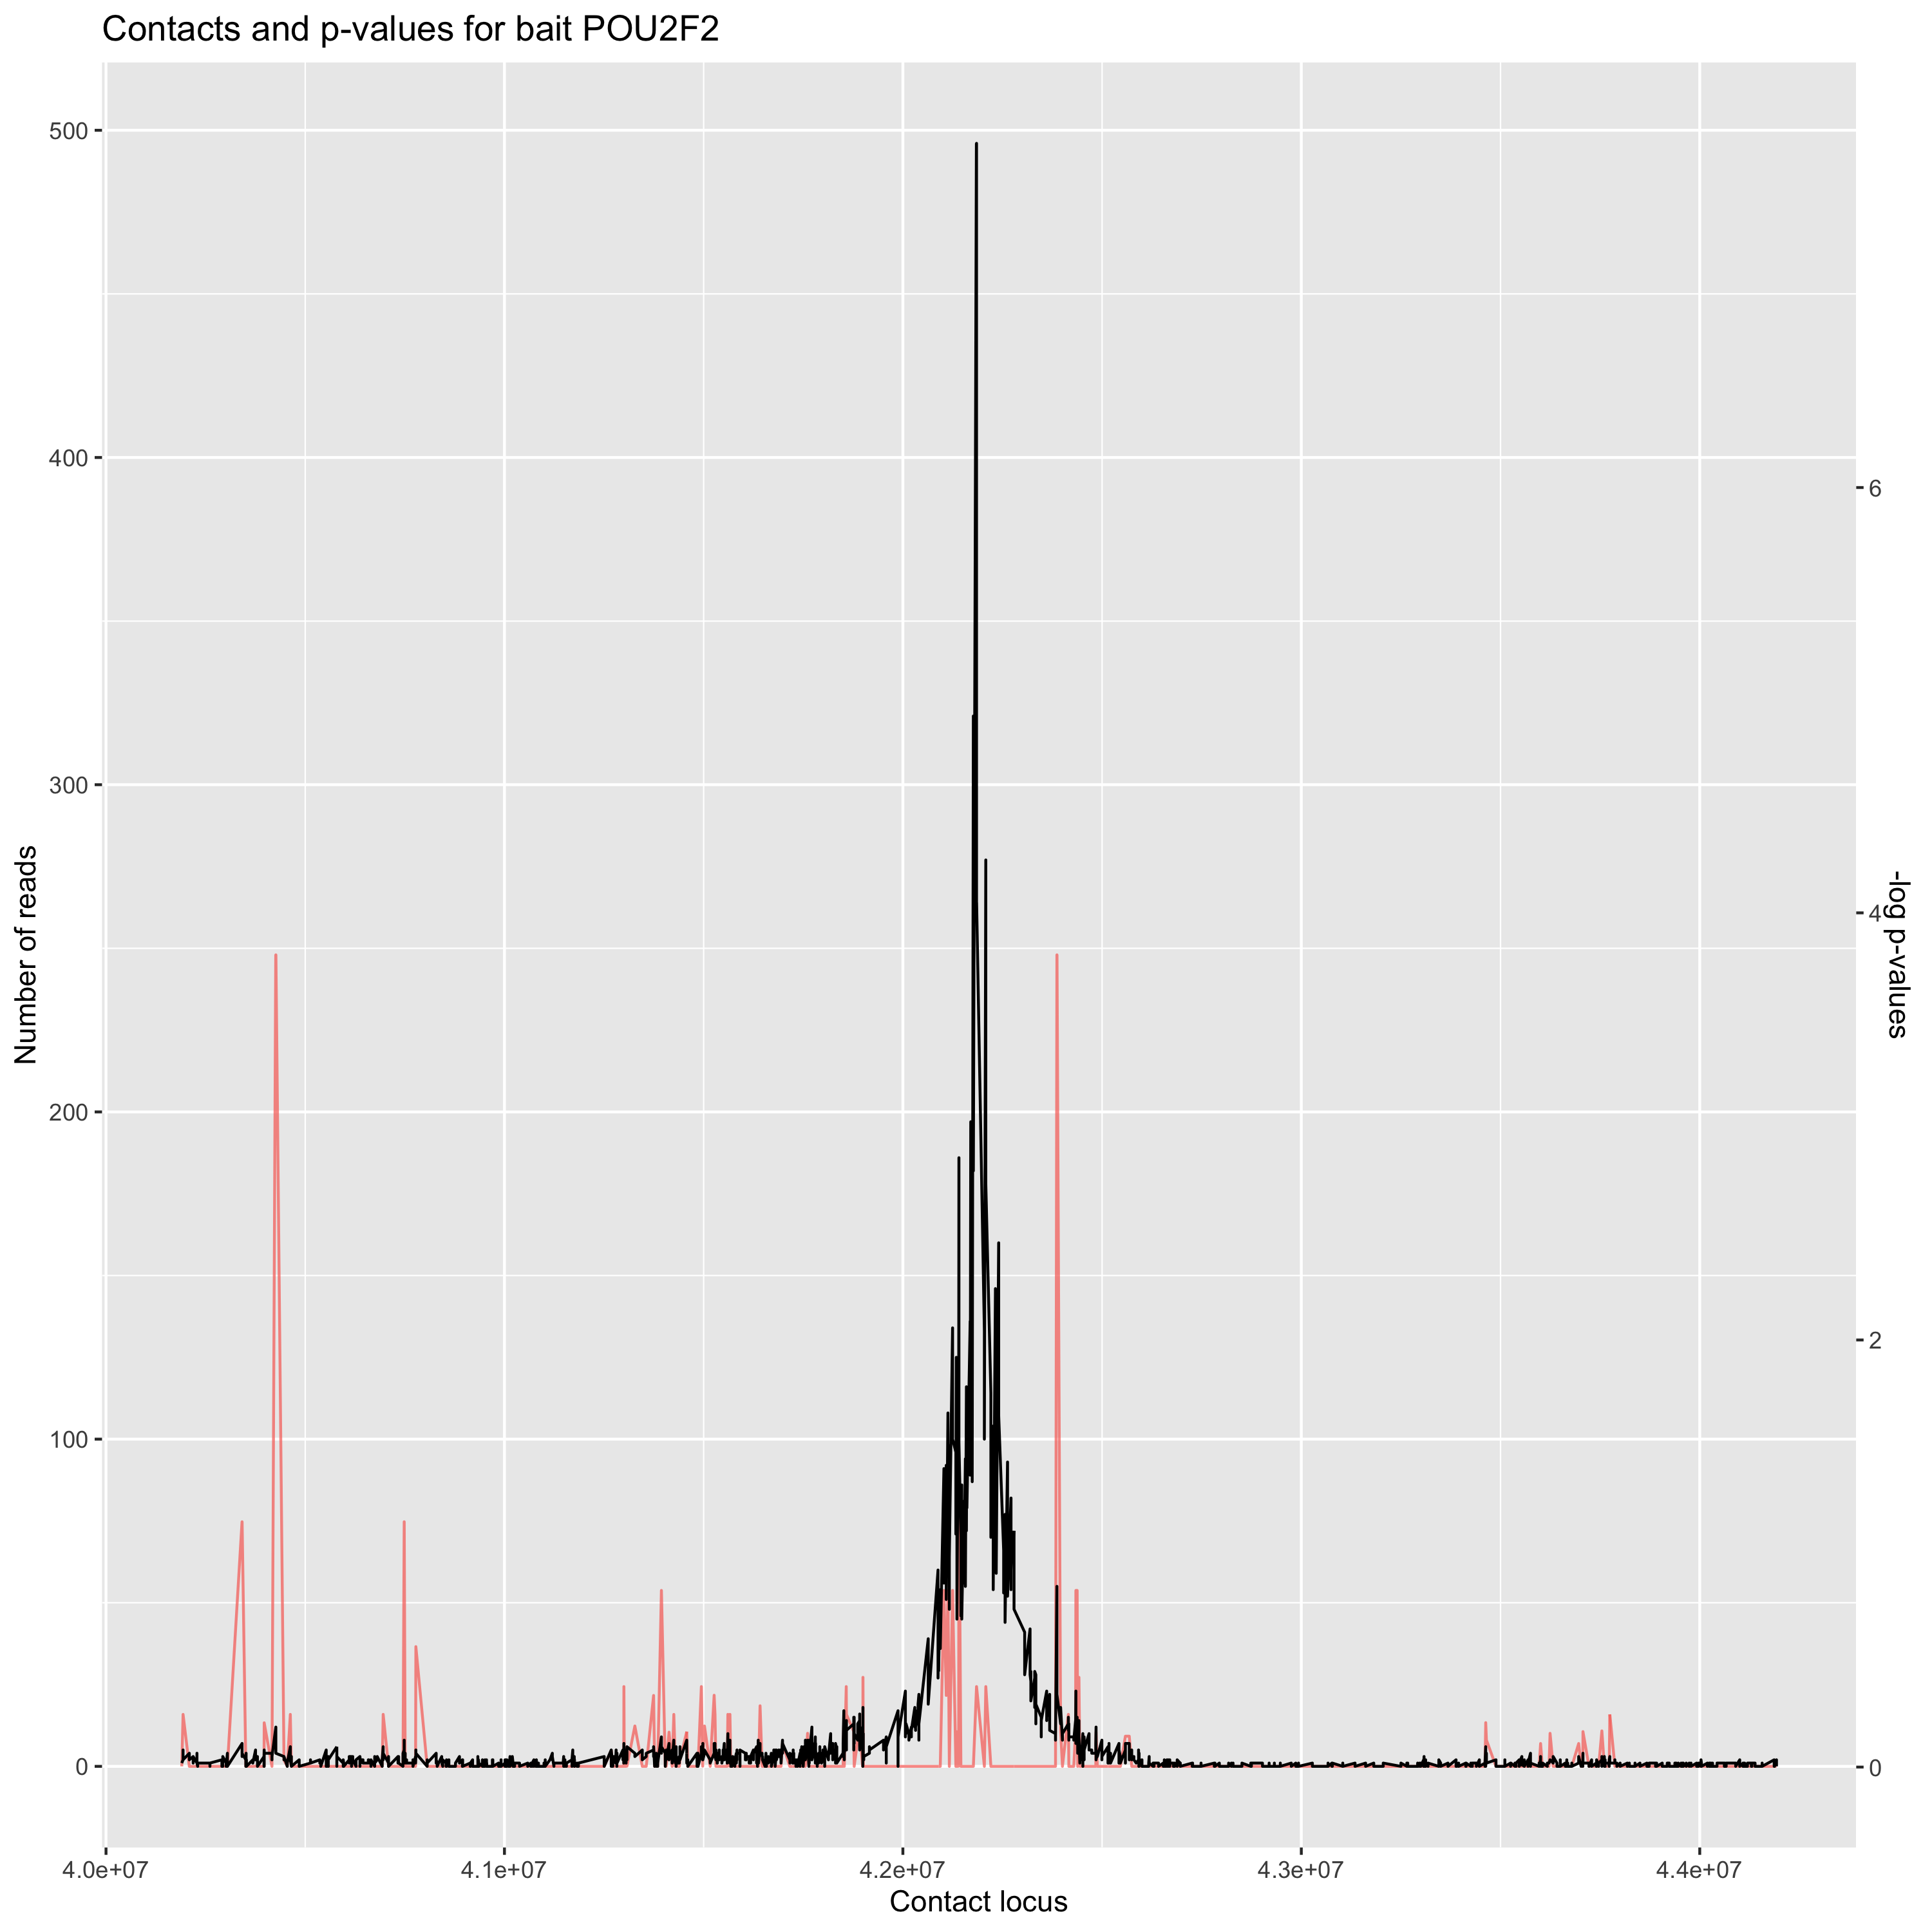 Contacts and p-values for bait POU2F2
500
400
300
200
100
0
Number of reads
6
4
2
0
-log p-values
4.0e+07
4.1e+07
4.2e+07
4.3e+07
4.4e+07
Contact locus